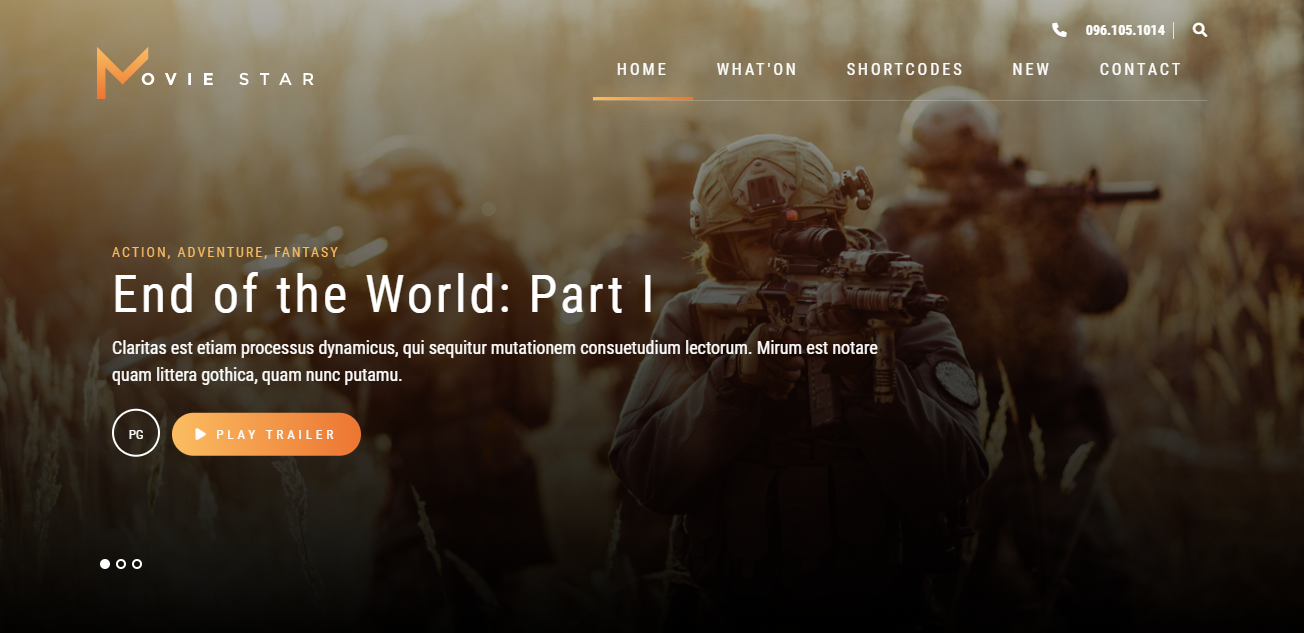 096.105.1014
MOVIE STAR
HOME WHAT'ON SHORTCODES NEW CONTACT
ACTION, ADVENTURE, FANTASY
End of the World: Part I
Claritas est etiam processus dynamicus, qui sequitur mutationem consuetudium lectorum. Mirum est notare
quam littera gothica, quam nunc putamu.
PG PLAY TRAILER